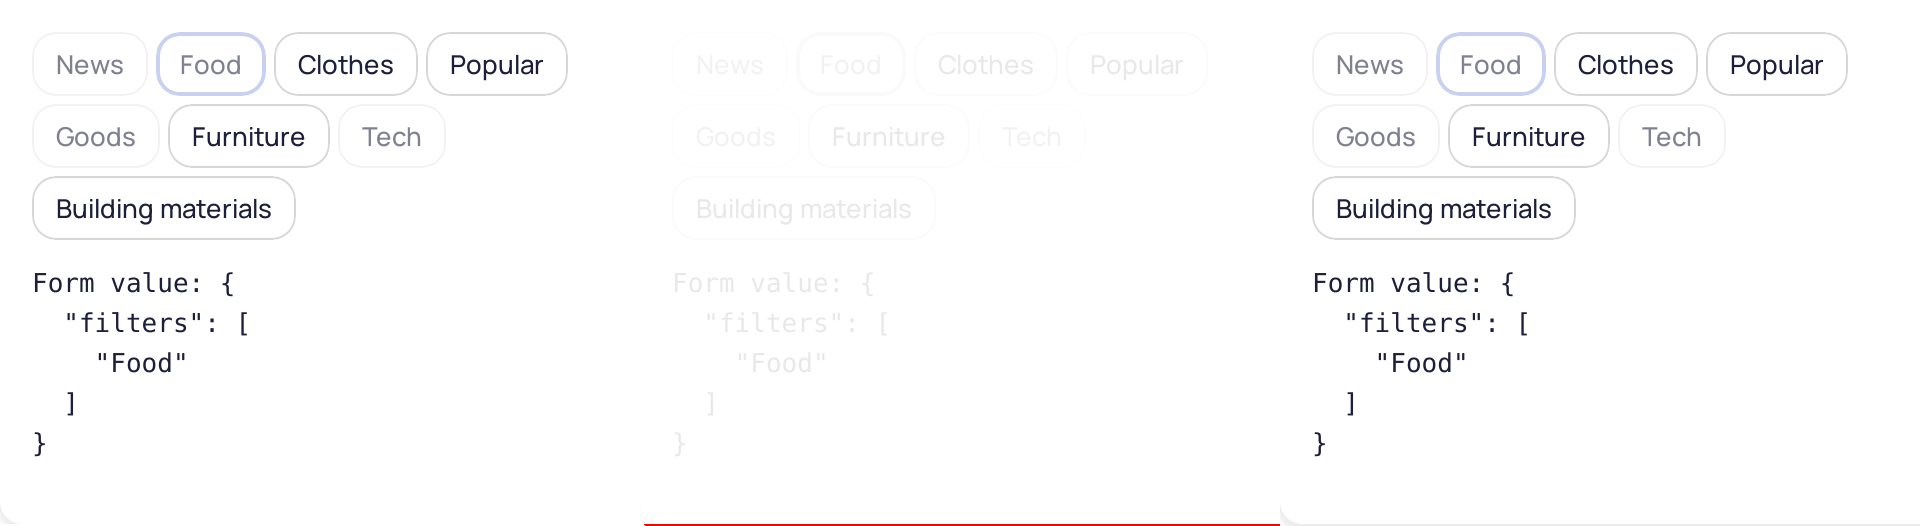 News Food Clothes Popular
Goods Furniture Tech
Building materials
Form value: {
  "filters": [
    "Food"
  ]
}
News Food Clothes Popular
Goods Furniture Tech
Building materials
Form value: {
  "filters": [
    "Food"
  ]
}
News Food Clothes Popular
Goods Furniture Tech
Building materials
Form value: {
  "filters": [
    "Food"
  ]
}